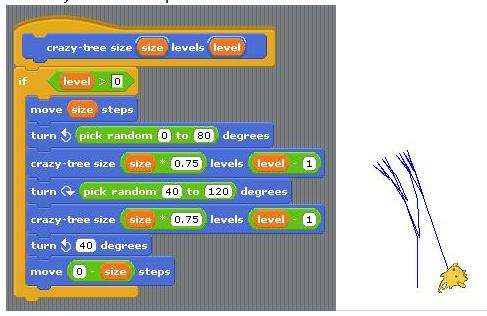 crazy-tree size size levels level
if level > 0
move size steps
turn pick random 0 to 80 degrees
crazy-tree size size * 0.75 levels level - 1
turn pick random 40 to 120 degrees
crazy-tree size size * 0.75 levels level - 1
turn 40 degrees
move 0 - size steps